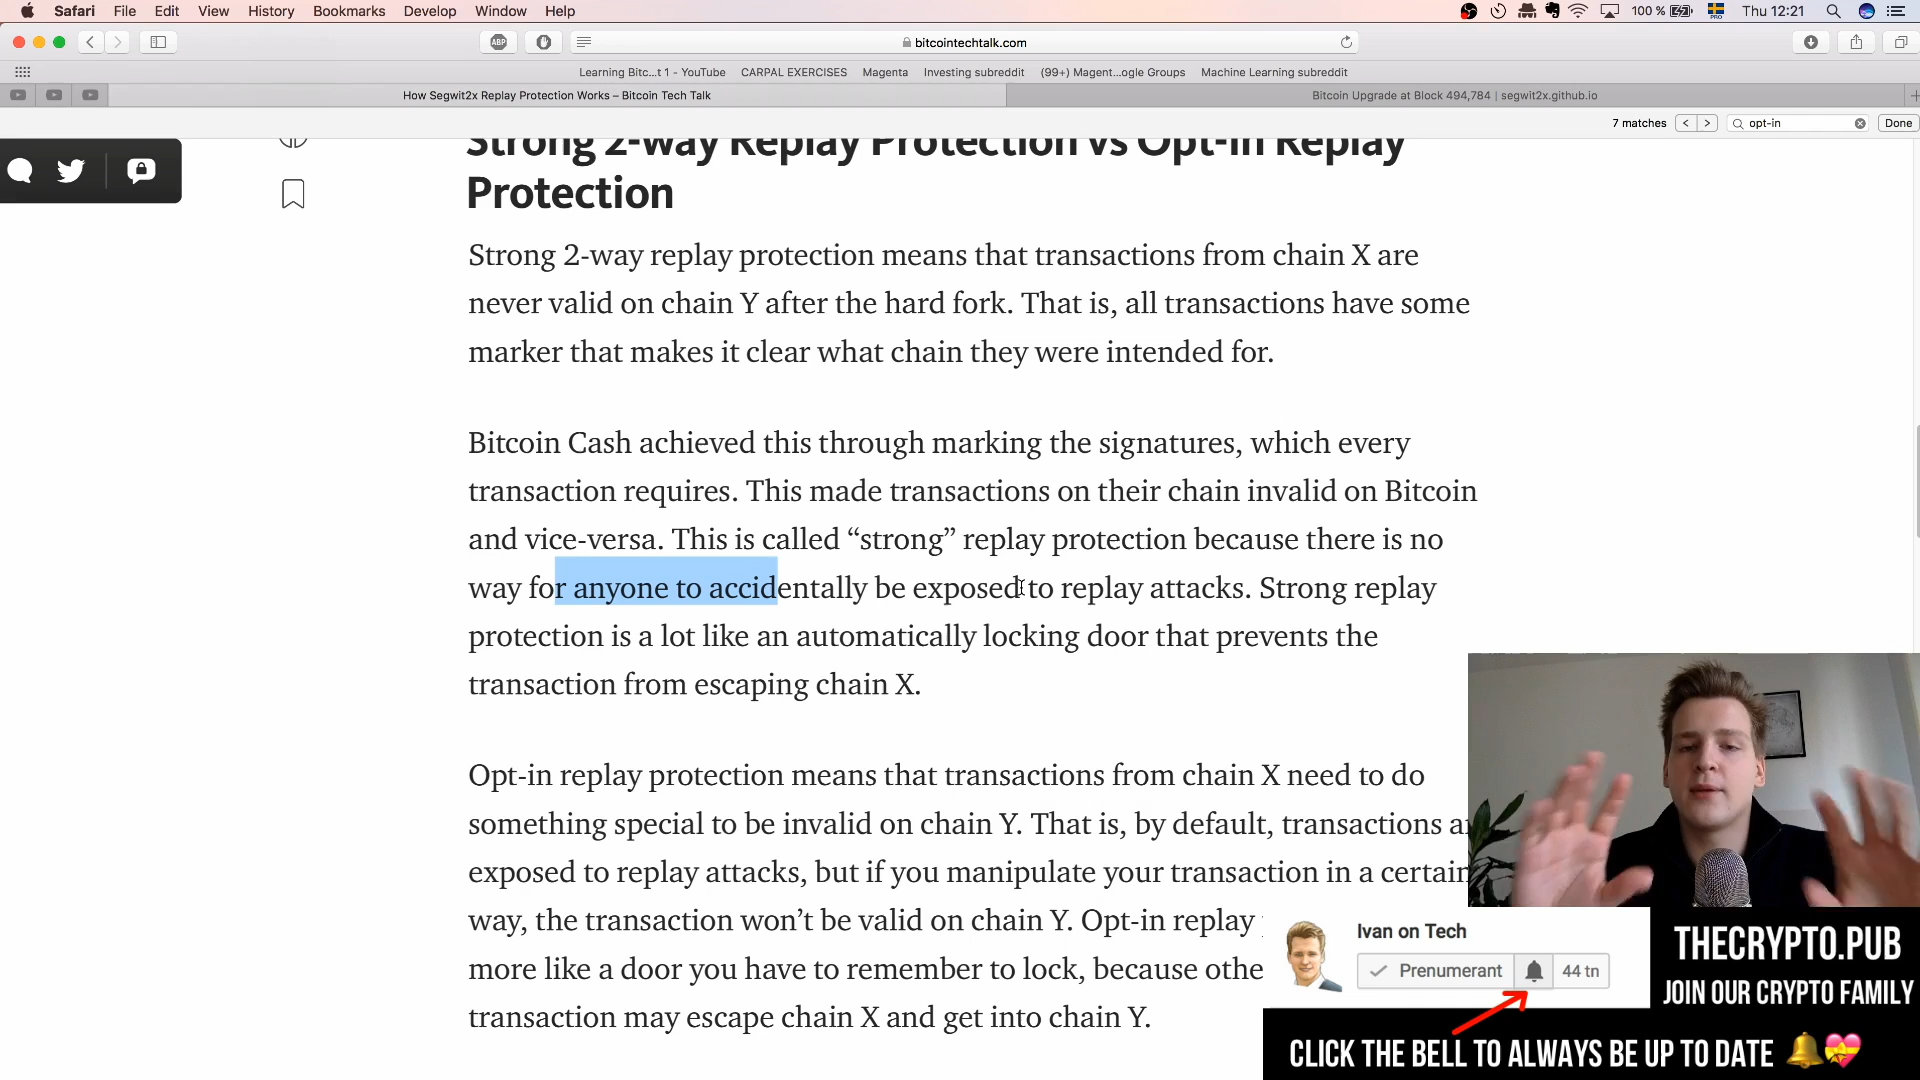 Safari File Edit View History Bookmarks Develop Window Help
100 % PRO Thu 12:21
ABP bitcointechtalk.com
Learning Bitc...t 1 - YouTube CARPAL EXERCISES Magenta Investing subreddit (99+) Magent...ogle Groups Machine Learning subreddit
How Segwit2x Replay Protection Works – Bitcoin Tech Talk Bitcoin Upgrade at Block 494,784 | segwit2x.github.io
7 matches opt-in Done
Strong 2-way Replay Protection vs Opt-in Replay
Protection
Strong 2-way replay protection means that transactions from chain X are
never valid on chain Y after the hard fork. That is, all transactions have some
marker that makes it clear what chain they were intended for.
Bitcoin Cash achieved this through marking the signatures, which every
transaction requires. This made transactions on their chain invalid on Bitcoin
and vice-versa. This is called “strong” replay protection because there is no
way for anyone to accidentally be exposed to replay attacks. Strong replay
protection is a lot like an automatically locking door that prevents the
transaction from escaping chain X.
Opt-in replay protection means that transactions from chain X need to do
something special to be invalid on chain Y. That is, by default, transactions
exposed to replay attacks, but if you manipulate your transaction in a certain
way, the transaction won’t be valid on chain Y. Opt-in replay
more like a door you have to remember to lock, because othe
transaction may escape chain X and get into chain Y.
Ivan on Tech
Prenumerant 44 tn
THECRYPTO.PUB
JOIN OUR CRYPTO FAMILY
CLICK THE BELL TO ALWAYS BE UP TO DATE